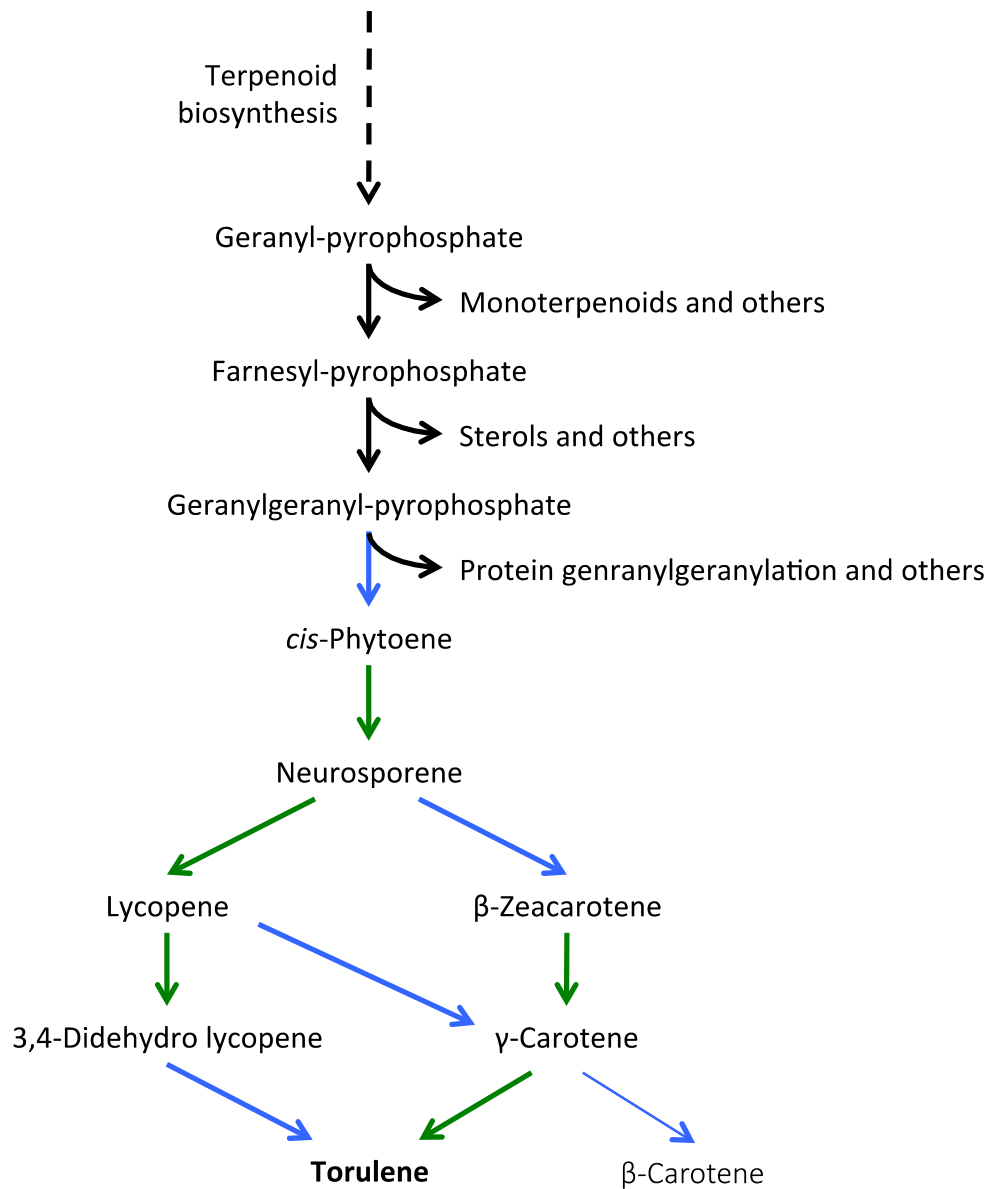 Terpenoid
biosynthesis
Geranyl-pyrophosphate
Monoterpenoids and others
Farnesyl-pyrophosphate
Sterols and others
Geranylgeranyl-pyrophosphate
Protein genranylgeranylation and others
cis-Phytoene
Neurosporene
Lycopene
β-Zeacarotene
3,4-Didehydro lycopene
γ-Carotene
Torulene
β-Carotene